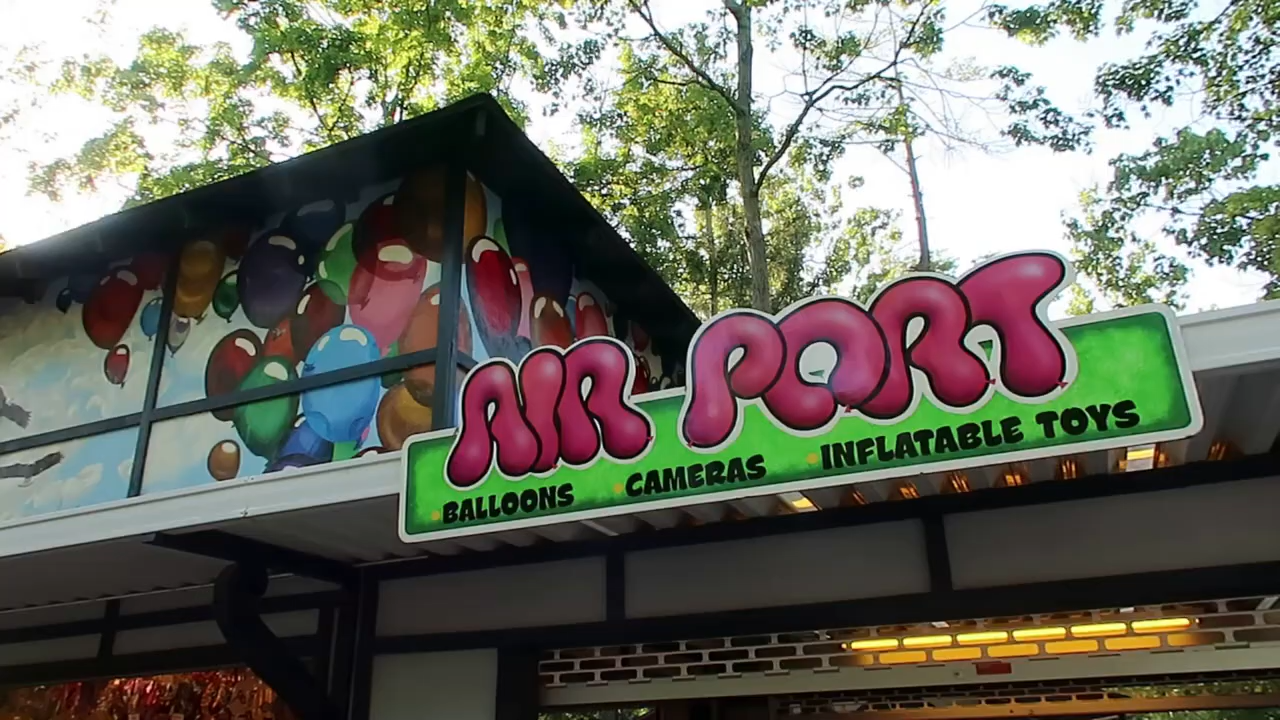 AIR PORT
• BALLOONS • CAMERAS • INFLATABLE TOYS